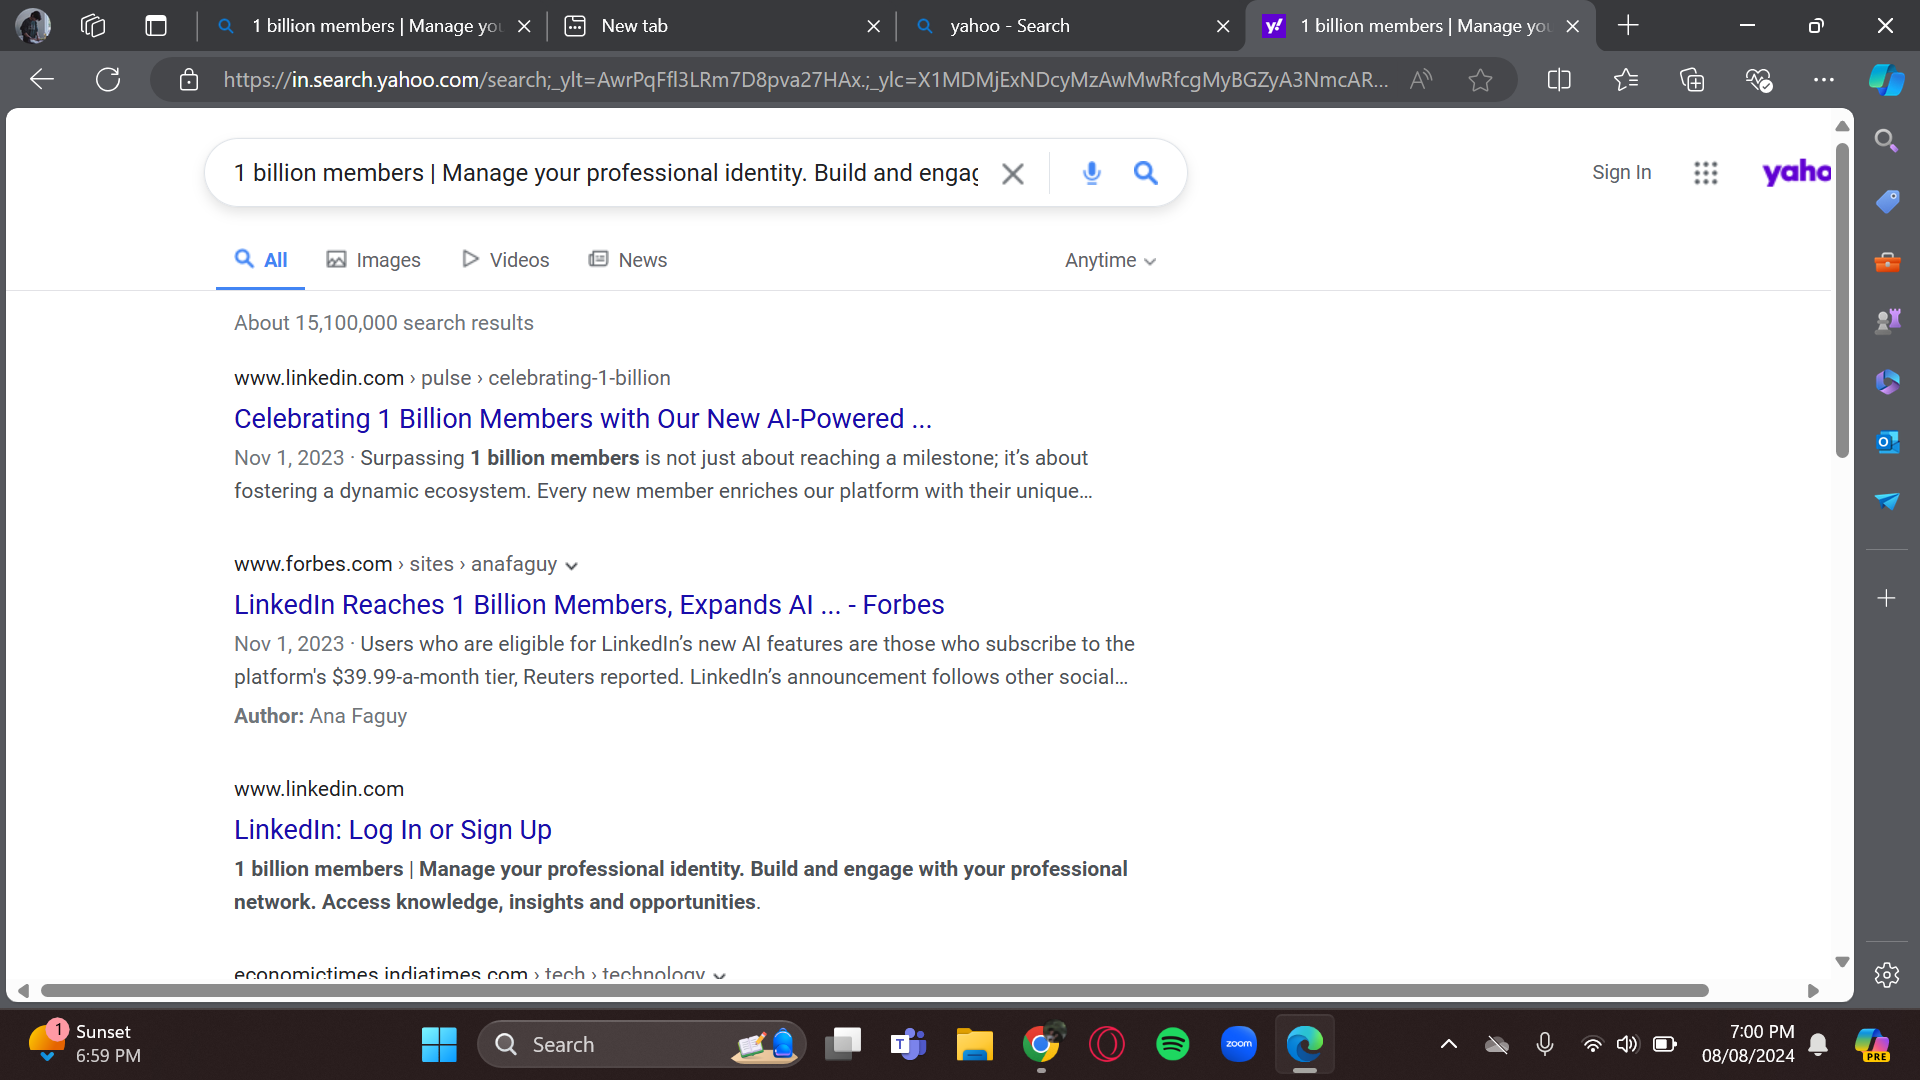 1 billion members | Manage you
New tab
yahoo - Search
1 billion members | Manage you
https://in.search.yahoo.com/search;_ylt=AwrPqFfl3LRm7D8pva27HAx.;_ylc=X1MDMjExNDcyMzAwMwRfcgMyBGZyA3NmcAR...
1 billion members | Manage your professional identity. Build and engag
Sign In
yaho
All
Images
Videos
News
Anytime
About 15,100,000 search results
www.linkedin.com › pulse › celebrating-1-billion
Celebrating 1 Billion Members with Our New AI-Powered ...
Nov 1, 2023 · Surpassing 1 billion members is not just about reaching a milestone; it’s about
fostering a dynamic ecosystem. Every new member enriches our platform with their unique…
www.forbes.com › sites › anafaguy
LinkedIn Reaches 1 Billion Members, Expands AI ... - Forbes
Nov 1, 2023 · Users who are eligible for LinkedIn’s new AI features are those who subscribe to the
platform's $39.99-a-month tier, Reuters reported. LinkedIn’s announcement follows other social…
Author: Ana Faguy
www.linkedin.com
LinkedIn: Log In or Sign Up
1 billion members | Manage your professional identity. Build and engage with your professional
network. Access knowledge, insights and opportunities.
economictimes.indiatimes.com › tech › technology
1
Sunset
6:59 PM
Search
T
zoom
7:00 PM
08/08/2024
PRE